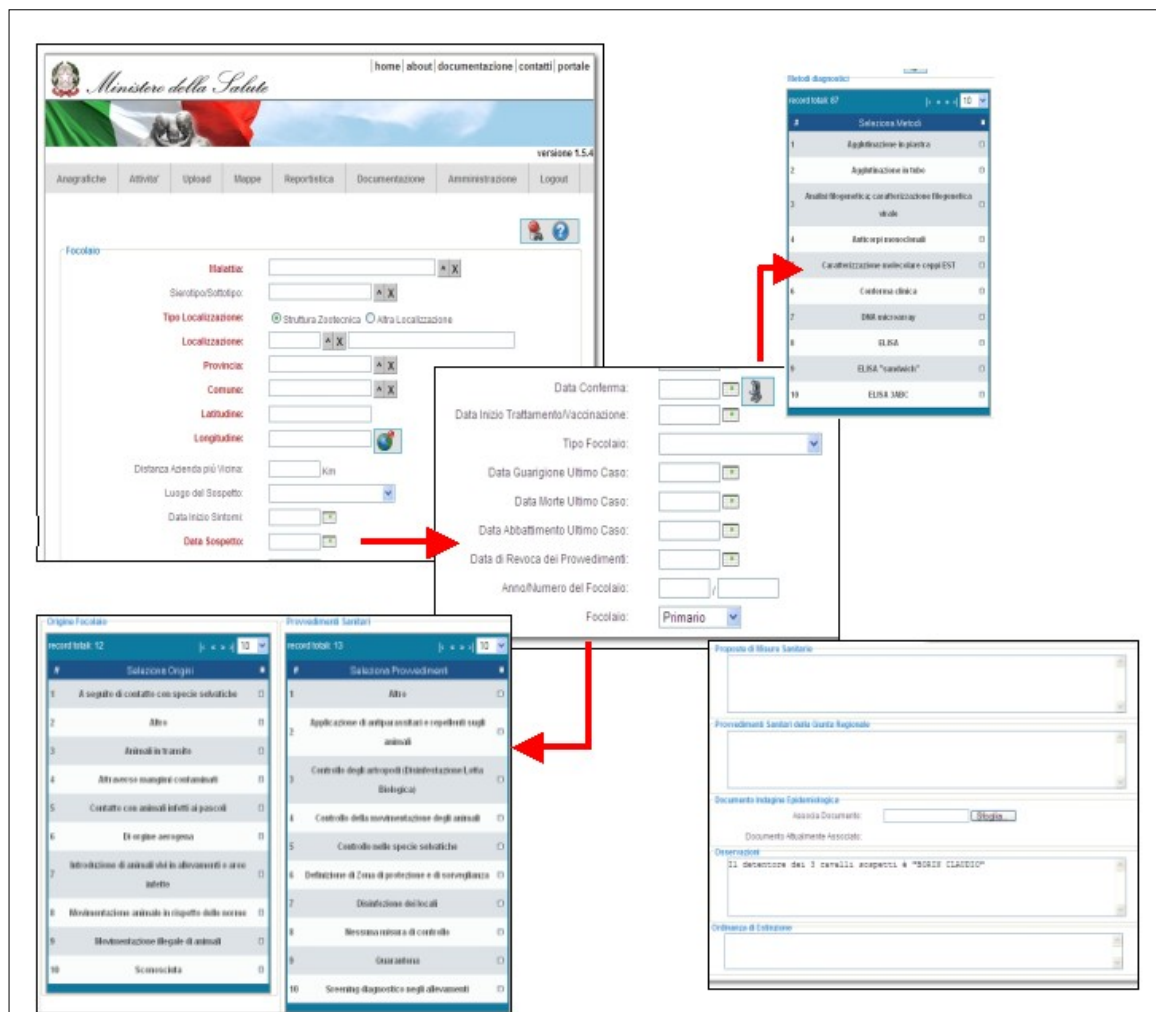 home | about | documentazione | contatti | portale
Ministero della Salute
versione 1.5.4
Anagrafiche Attivita' Upload Mappe Reportistica Documentazione Amministrazione Logout
Focolaio
Malattia: ^ X
Sierotipo/Sottotipo: ^ X
Tipo Localizzazione: Struttura Zootecnica Altra Localizzazione
Localizzazione: ^ X
Provincia: ^ X
Comune: ^ X
Latitudine:
Longitudine:
Distanza Azienda più Vicina: Km
Luogo del Sospetto:
Data Inizio Sintomi:
Data Sospetto:
Metodi diagnostici
record totali: 87 10
# Seleziona Metodi
1 Agglutinazione in piastra
2 Agglutinazione in tubo
3 Analisi filogenetica; caratterizzazione filogenetica
virale
4 Anticorpi monoclonali
Caratterizzazione molecolare ceppi EST
6 Conferma clinica
7 DNA microarray
8 ELISA
9 ELISA "sandwich"
10 ELISA 3ABC
Data Conferma:
Data Inizio Trattamento/Vaccinazione:
Tipo Focolaio:
Data Guarigione Ultimo Caso:
Data Morte Ultimo Caso:
Data Abbattimento Ultimo Caso:
Data di Revoca dei Provvedimenti:
Anno/Numero del Focolaio: /
Focolaio: Primario
Origine Focolaio
record totali: 12 10
# Seleziona Origini
1 A seguito di contatto con specie selvatiche
2 Altro
3 Animali in transito
4 Attraverso mangimi contaminati
5 Contatto con animali infetti ai pascoli
6 Di origine aerogena
7 Introduzione di animali vivi in allevamenti o aree
infette
8 Movimentazione animale in rispetto delle norme
9 Movimentazione illegale di animali
10 Sconosciuta
Provvedimenti Sanitari
record totali: 13 10
# Seleziona Provvedimenti
1 Altro
2 Applicazione di antiparassitari e repellenti sugli
animali
3 Controllo degli artropodi (Disinfestazione Lotta
Biologica)
4 Controllo della movimentazione degli animali
5 Controllo nelle specie selvatiche
6 Definizione di Zona di protezione e di sorveglianza
7 Disinfezione dei locali
8 Nessuna misura di controllo
9 Quarantena
10 Screening diagnostico negli allevamenti
Proposta di Misure Sanitarie
Provvedimenti Sanitari della Giunta Regionale
Documento Indagine Epidemiologica
Associa Documento: Sfoglia...
Documento Attualmente Associato:
Osservazioni
Il detentore dei 3 cavalli sospetti è "BORIN CLAUDIO"
Ordinanza di Estinzione